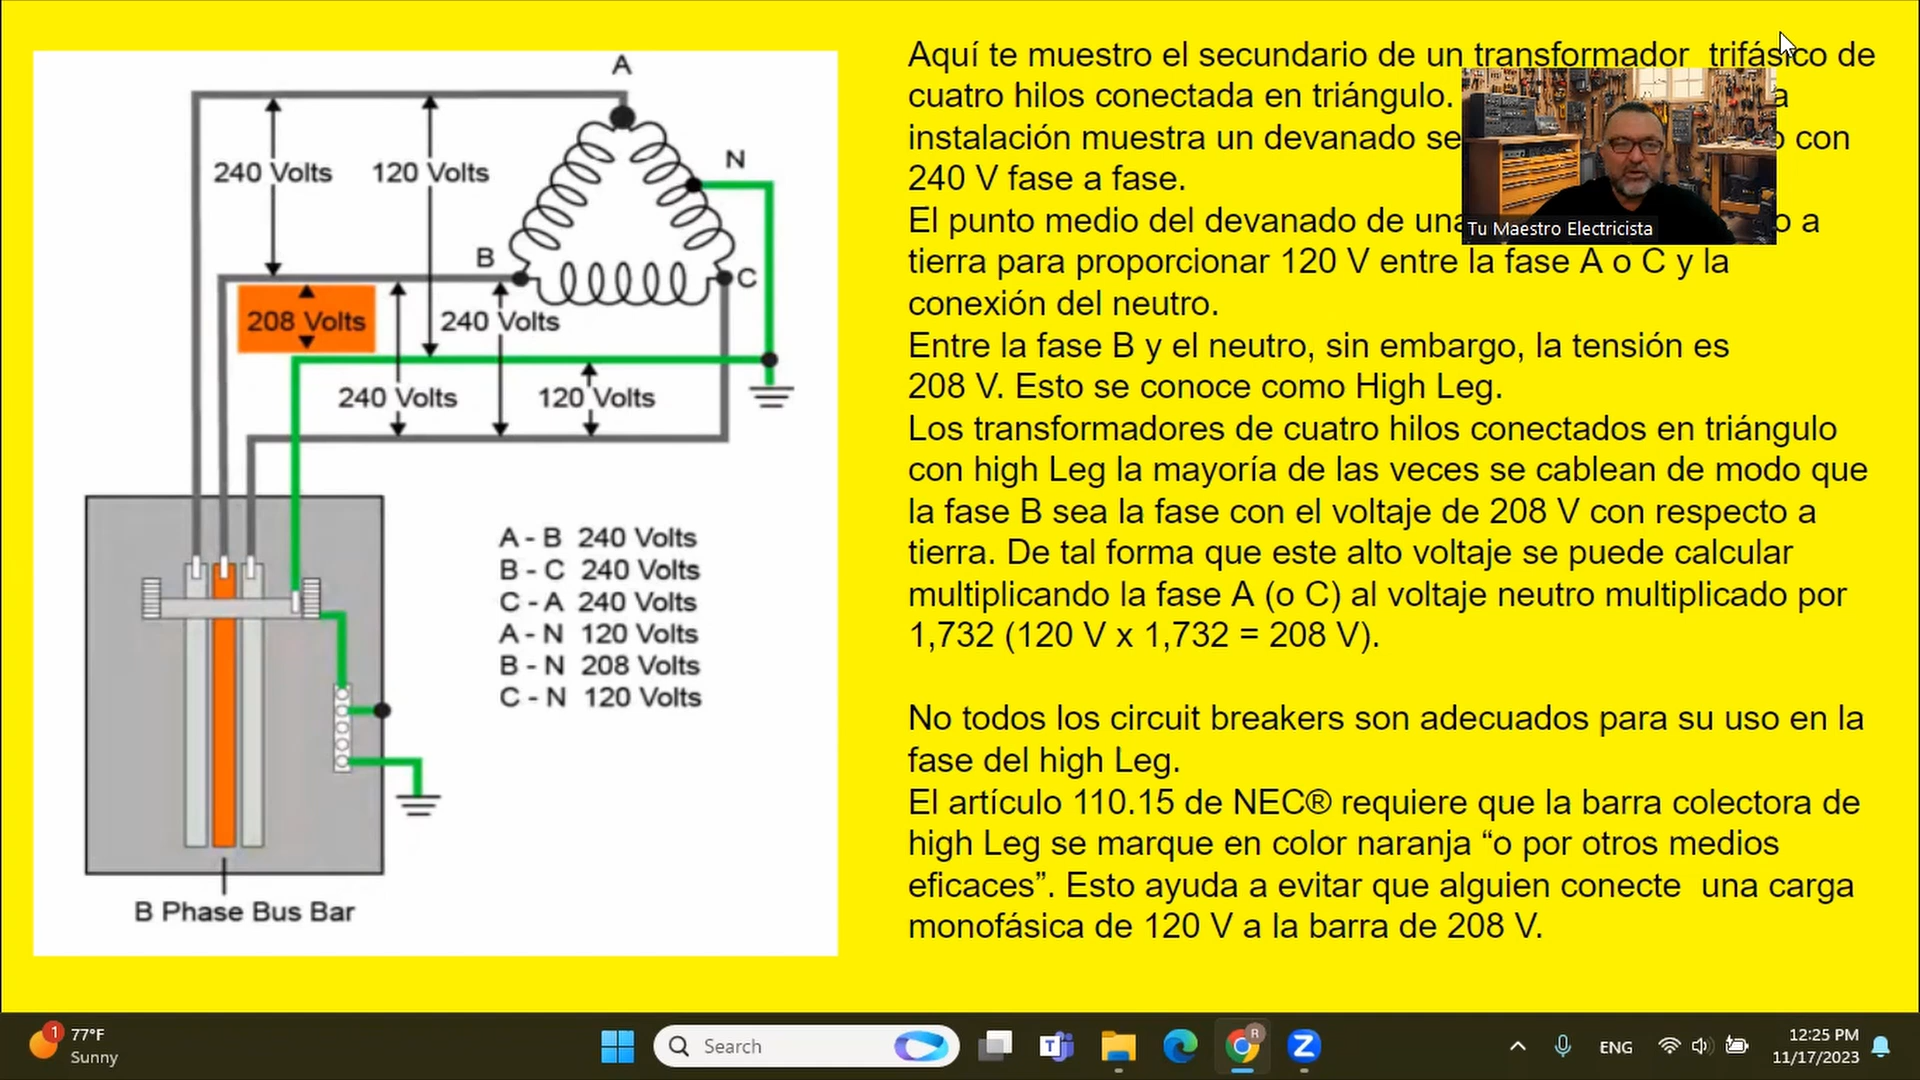 A
N
240 Volts
120 Volts
B
C
208 Volts
240 Volts
240 Volts
120 Volts
A - B 240 Volts
B - C 240 Volts
C - A 240 Volts
A - N 120 Volts
B - N 208 Volts
C - N 120 Volts
B Phase Bus Bar
Aquí te muestro el secundario de un transformador trifásico de
cuatro hilos conectada en triángulo. a
instalación muestra un devanado con
240 V fase a fase.
El punto medio del devanado de a
tierra para proporcionar 120 V entre la fase A o C y la
conexión del neutro.
Entre la fase B y el neutro, sin embargo, la tensión es
208 V. Esto se conoce como High Leg.
Los transformadores de cuatro hilos conectados en triángulo
con high Leg la mayoría de las veces se cablean de modo que
la fase B sea la fase con el voltaje de 208 V con respecto a
tierra. De tal forma que este alto voltaje se puede calcular
multiplicando la fase A (o C) al voltaje neutro multiplicado por
1,732 (120 V x 1,732 = 208 V).
No todos los circuit breakers son adecuados para su uso en la
fase del high Leg.
El artículo 110.15 de NEC® requiere que la barra colectora de
high Leg se marque en color naranja “o por otros medios
eficaces”. Esto ayuda a evitar que alguien conecte una carga
monofásica de 120 V a la barra de 208 V.
Tu Maestro Electricista
1
77°F
Sunny
Search
T
R
Z
ENG
12:25 PM
11/17/2023